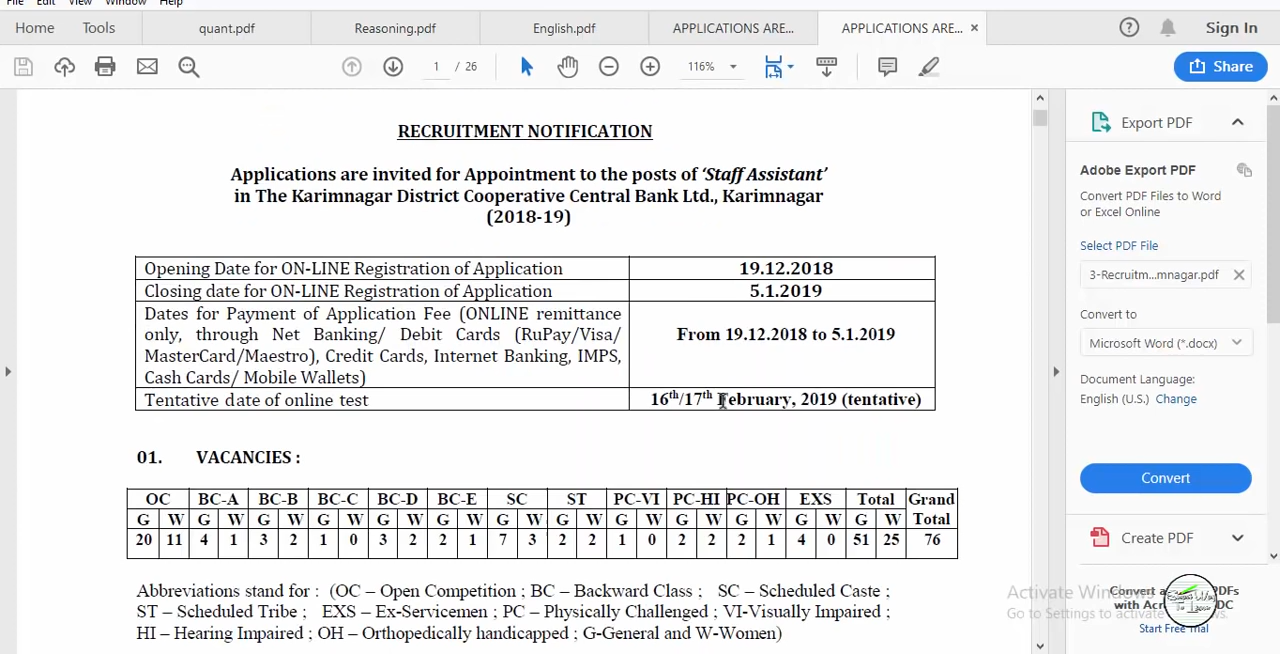 File Edit View Window Help
Home Tools quant.pdf Reasoning.pdf English.pdf APPLICATIONS ARE... APPLICATIONS ARE... × Sign In
1 / 26 116% Share
RECRUITMENT NOTIFICATION
Applications are invited for Appointment to the posts of ‘Staff Assistant’
in The Karimnagar District Cooperative Central Bank Ltd., Karimnagar
(2018-19)
Opening Date for ON-LINE Registration of Application 19.12.2018
Closing date for ON-LINE Registration of Application 5.1.2019
Dates for Payment of Application Fee (ONLINE remittance
only, through Net Banking/ Debit Cards (RuPay/Visa/
MasterCard/Maestro), Credit Cards, Internet Banking, IMPS,
Cash Cards/ Mobile Wallets)
From 19.12.2018 to 5.1.2019
Tentative date of online test 16th/17th February, 2019 (tentative)
01. VACANCIES :
OC BC-A BC-B BC-C BC-D BC-E SC ST PC-VI PC-HI PC-OH EXS Total Grand
G W G W G W G W G W G W G W G W G W G W G W G W G W Total
20 11 4 1 3 2 1 0 3 2 2 1 7 3 2 2 1 0 2 2 2 1 4 0 51 25 76
Abbreviations stand for : (OC – Open Competition ; BC – Backward Class ; SC – Scheduled Caste ;
ST – Scheduled Tribe ; EXS – Ex-Servicemen ; PC – Physically Challenged ; VI-Visually Impaired ;
HI – Hearing Impaired ; OH – Orthopedically handicapped ; G-General and W-Women)
Export PDF
Adobe Export PDF
Convert PDF Files to Word
or Excel Online
Select PDF File
3-Recruitm...mnagar.pdf
Convert to
Microsoft Word (*.docx)
Document Language:
English (U.S.) Change
Convert
Create PDF
Activate Windows
Go to Settings to activate Windows.
Start Free Trial